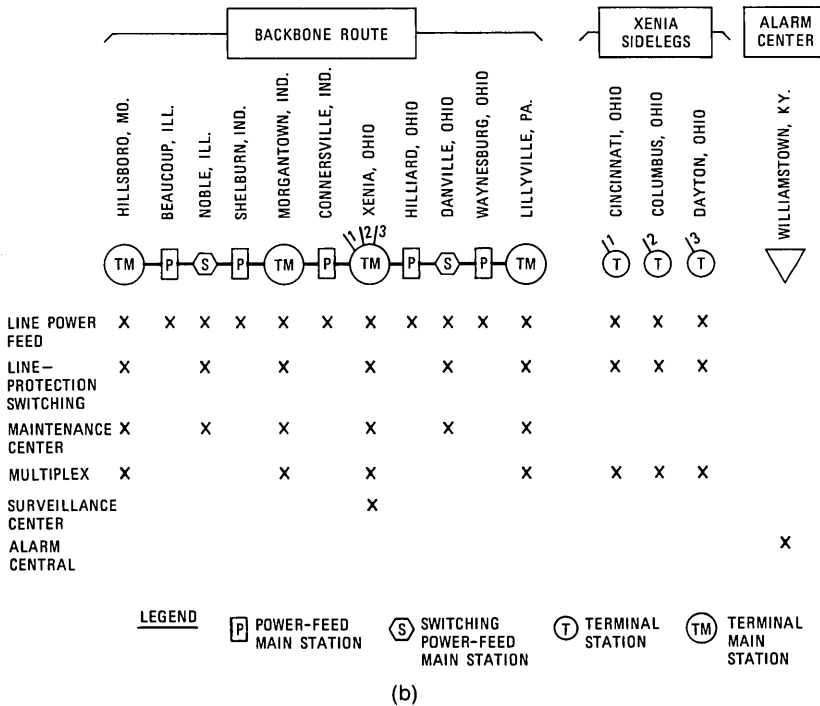 BACKBONE ROUTE
XENIA
SIDELEGS
ALARM
CENTER
HILLSBORO, MO.
BEAUCOUP, ILL.
NOBLE, ILL.
SHELBURN, IND.
MORGANTOWN, IND.
CONNERSVILLE, IND.
XENIA, OHIO
HILLIARD, OHIO
DANVILLE, OHIO
WAYNESBURG, OHIO
LILLYVILLE, PA.
CINCINNATI, OHIO
COLUMBUS, OHIO
DAYTON, OHIO
WILLIAMSTOWN, KY.
1 2 3 1 2 3
TM P S P TM P TM P S P TM T T T
LINE POWER X X X X X X X X X X X X X X
FEED
LINE– X X X X X X X X X
PROTECTION
SWITCHING
MAINTENANCE X X X X X X
CENTER
MULTIPLEX X X X X X X X
SURVEILLANCE X
CENTER
ALARM X
CENTRAL
LEGEND
P POWER-FEED
MAIN STATION
S SWITCHING
POWER-FEED
MAIN STATION
T TERMINAL
STATION
TM TERMINAL
MAIN
STATION
(b)